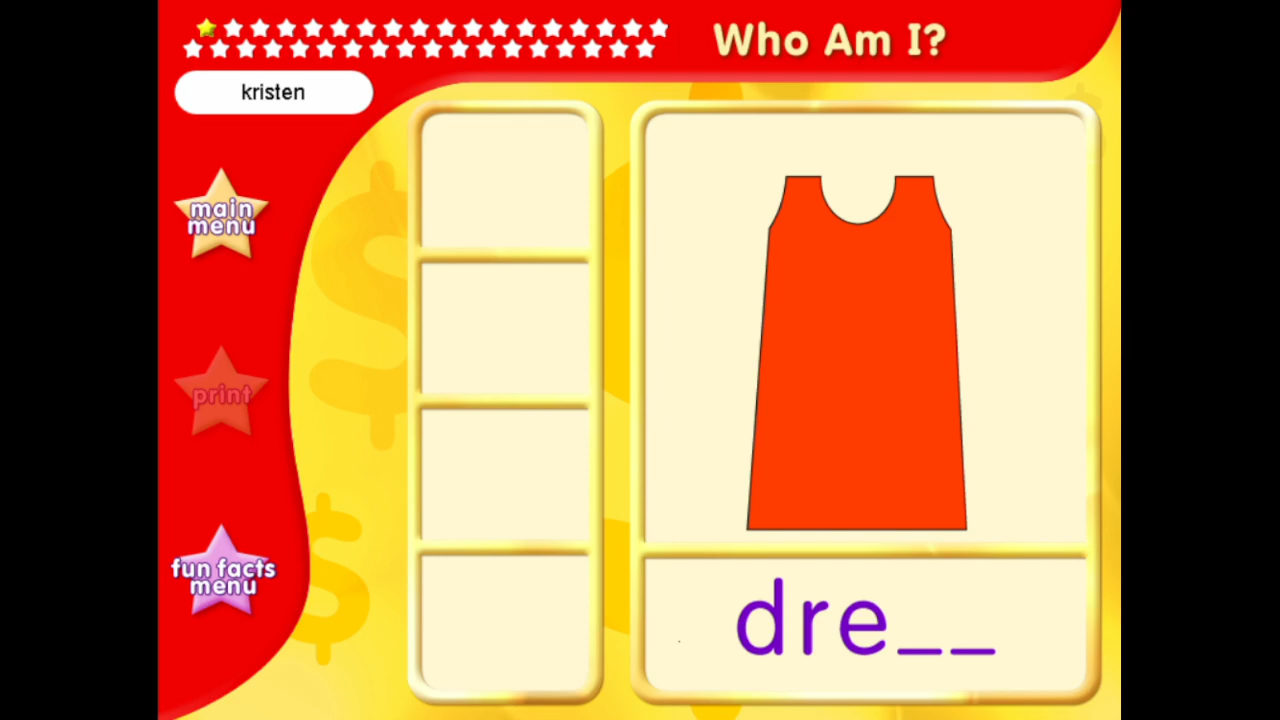 Who Am I?
kristen
main
menu
print
fun facts
menu
dre__